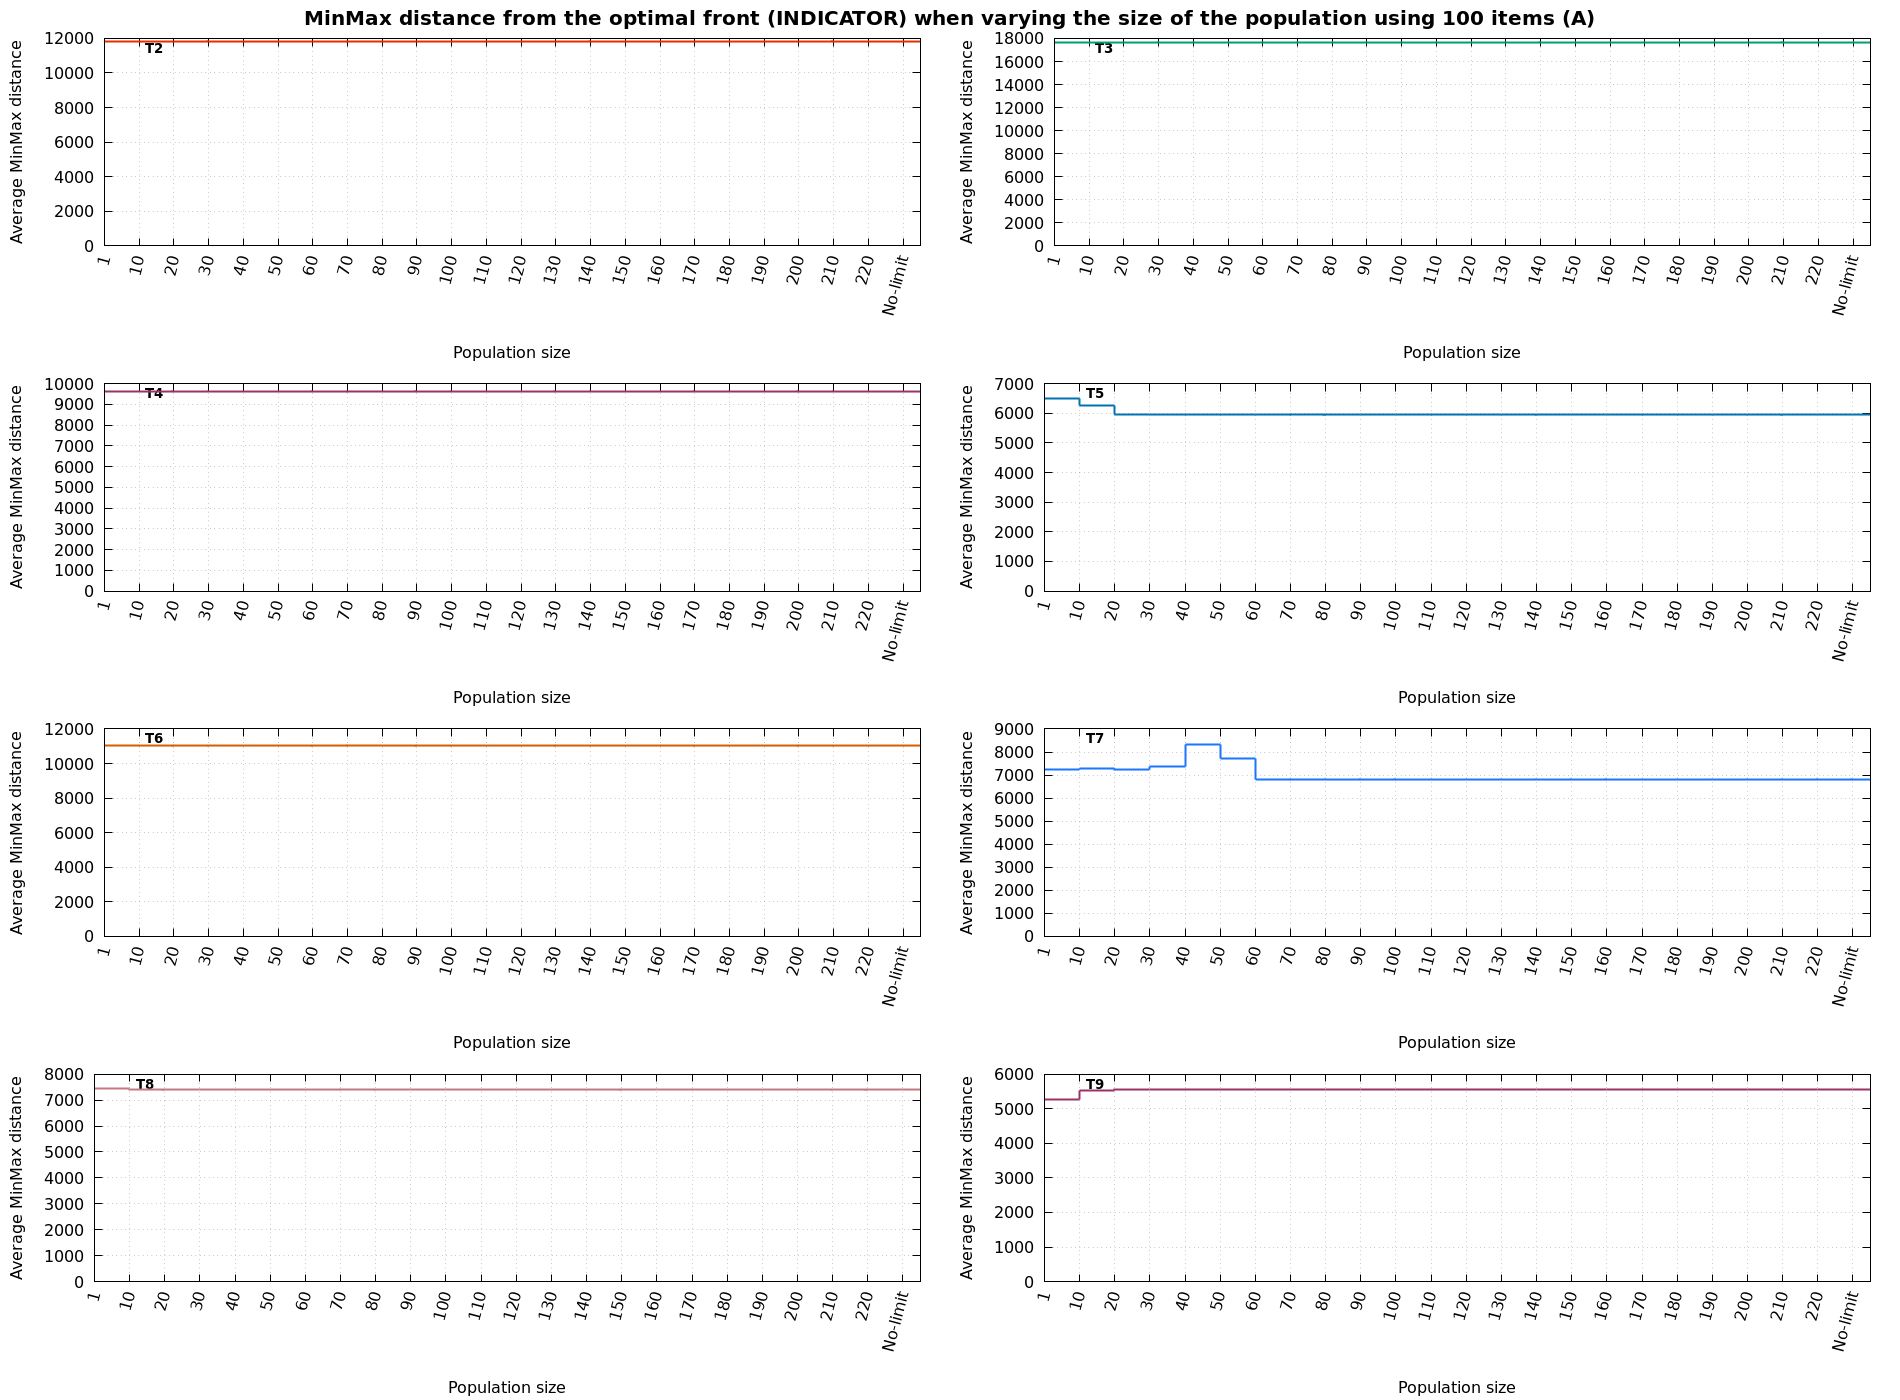 MinMax distance from the optimal front (INDICATOR) when varying the size of the population using 100 items (A)
Average MinMax distance
12000
10000
8000
6000
4000
2000
0
T2
1 10 20 30 40 50 60 70 80 90 100 110 120 130 140 150 160 170 180 190 200 210 220 No-limit
Population size
Average MinMax distance
18000
16000
14000
12000
10000
8000
6000
4000
2000
0
T3
1 10 20 30 40 50 60 70 80 90 100 110 120 130 140 150 160 170 180 190 200 210 220 No-limit
Population size
Average MinMax distance
10000
9000
8000
7000
6000
5000
4000
3000
2000
1000
0
T4
1 10 20 30 40 50 60 70 80 90 100 110 120 130 140 150 160 170 180 190 200 210 220 No-limit
Population size
Average MinMax distance
7000
6000
5000
4000
3000
2000
1000
0
T5
1 10 20 30 40 50 60 70 80 90 100 110 120 130 140 150 160 170 180 190 200 210 220 No-limit
Population size
Average MinMax distance
12000
10000
8000
6000
4000
2000
0
T6
1 10 20 30 40 50 60 70 80 90 100 110 120 130 140 150 160 170 180 190 200 210 220 No-limit
Population size
Average MinMax distance
9000
8000
7000
6000
5000
4000
3000
2000
1000
0
T7
1 10 20 30 40 50 60 70 80 90 100 110 120 130 140 150 160 170 180 190 200 210 220 No-limit
Population size
Average MinMax distance
8000
7000
6000
5000
4000
3000
2000
1000
0
T8
1 10 20 30 40 50 60 70 80 90 100 110 120 130 140 150 160 170 180 190 200 210 220 No-limit
Population size
Average MinMax distance
6000
5000
4000
3000
2000
1000
0
T9
1 10 20 30 40 50 60 70 80 90 100 110 120 130 140 150 160 170 180 190 200 210 220 No-limit
Population size